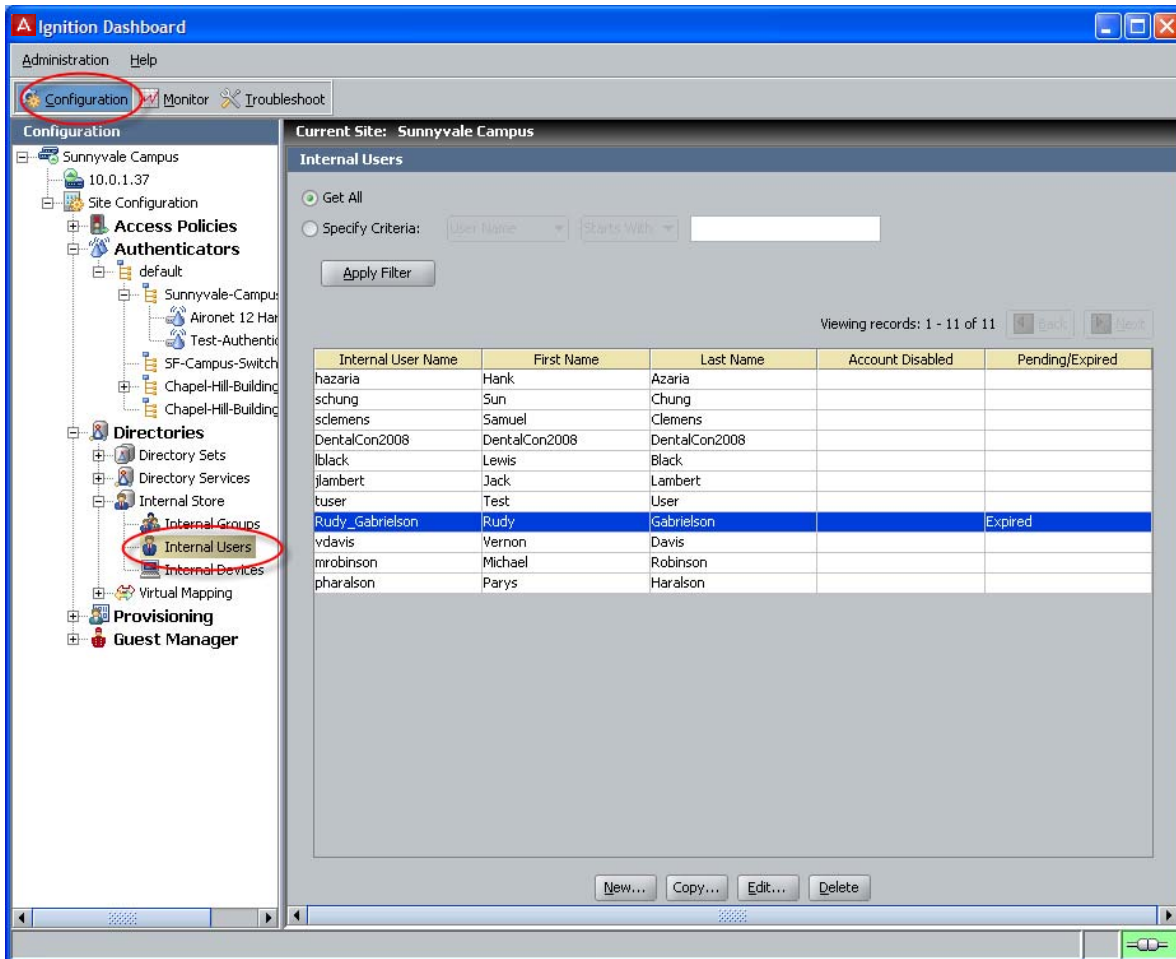 Ignition Dashboard
Administration Help
Configuration Monitor Troubleshoot
Configuration
Sunnyvale Campus
10.0.1.37
Site Configuration
Access Policies
Authenticators
default
Sunnyvale-Campus
Aironet 12 Har
Test-Authentic
SF-Campus-Switch
Chapel-Hill-Building
Chapel-Hill-Building
Directories
Directory Sets
Directory Services
Internal Store
Internal Groups
Internal Users
Internal Devices
Virtual Mapping
Provisioning
Guest Manager
Current Site: Sunnyvale Campus
Internal Users
Get All
Specify Criteria: User Name Starts With
Apply Filter
Viewing records: 1 - 11 of 11 Back Next
Internal User Name First Name Last Name Account Disabled Pending/Expired
hazaria Hank Azaria
schung Sun Chung
sclemens Samuel Clemens
DentalCon2008 DentalCon2008 DentalCon2008
lblack Lewis Black
jlambert Jack Lambert
tuser Test User
Rudy_Gabrielson Rudy Gabrielson Expired
vdavis Vernon Davis
mrobinson Michael Robinson
pharalson Parys Haralson
New... Copy... Edit... Delete